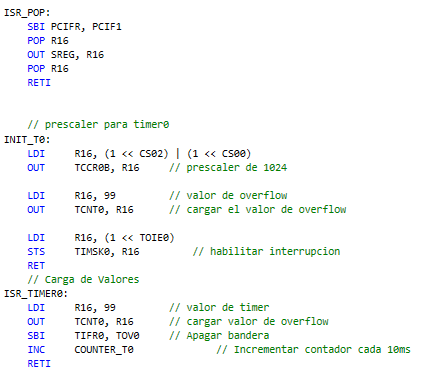 ISR_POP:
SBI PCIFR, PCIF1
POP R16
OUT SREG, R16
POP R16
RETI
// prescaler para timer0
INIT_T0:
LDI R16, (1 << CS02) | (1 << CS00)
OUT TCCR0B, R16 // prescaler de 1024
LDI R16, 99 // valor de overflow
OUT TCNT0, R16 // cargar el valor de overflow
LDI R16, (1 << TOIE0)
STS TIMSK0, R16 // habilitar interrupcion
RET
// Carga de Valores
ISR_TIMER0:
LDI R16, 99 // valor de timer
OUT TCNT0, R16 // cargar valor de overflow
SBI TIFR0, TOV0 // Apagar bandera
INC COUNTER_T0 // Incrementar contador cada 10ms
RETI